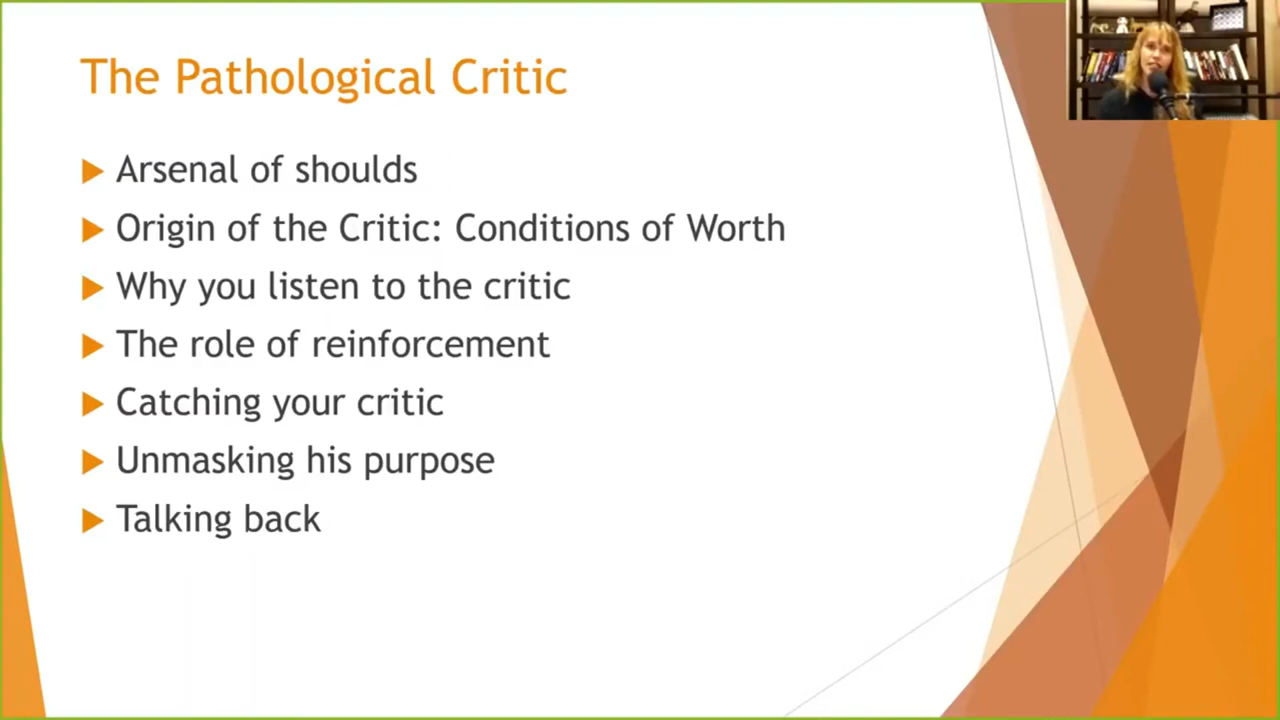 The Pathological Critic
Arsenal of shoulds
Origin of the Critic: Conditions of Worth
Why you listen to the critic
The role of reinforcement
Catching your critic
Unmasking his purpose
Talking back